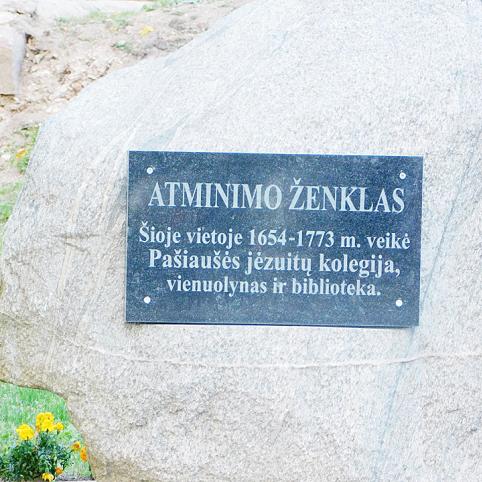 ATMINIMO ŽENKLAS
Šioje vietoje 1654-1773 m. veikė
Pašiaušės jėzuitų kolegija,
vienuolynas ir biblioteka.